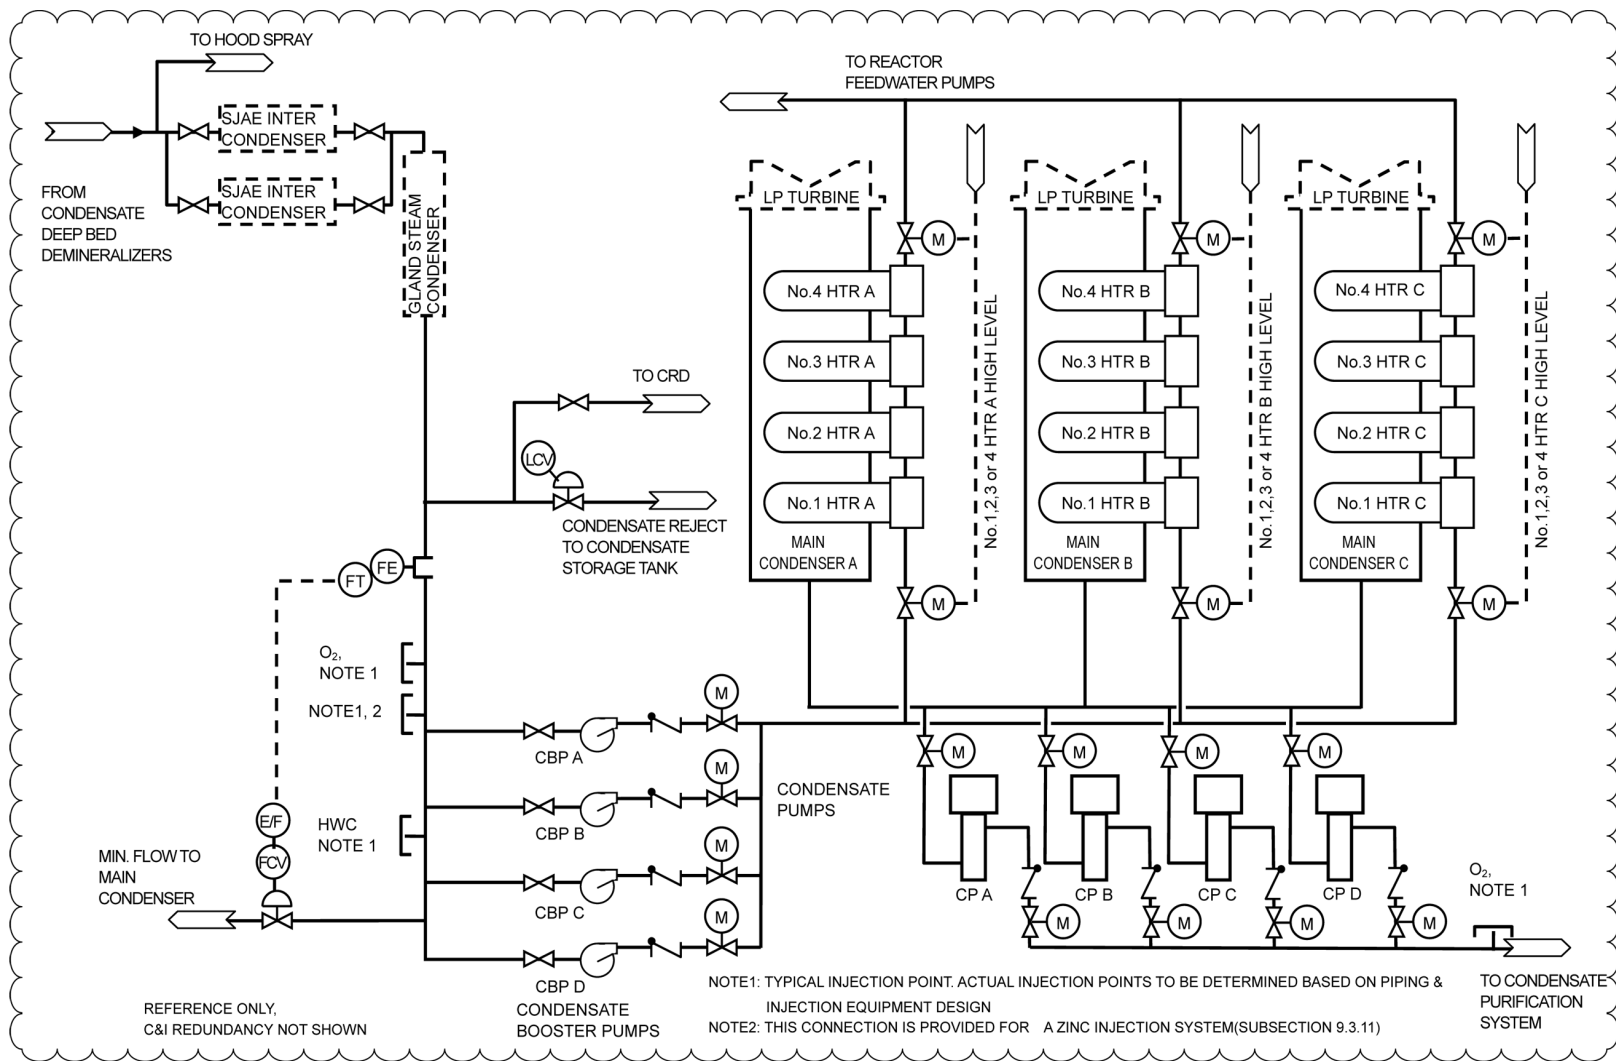 TO HOOD SPRAY
SJAE INTER
CONDENSER
SJAE INTER
CONDENSER
FROM
CONDENSATE
DEEP BED
DEMINERALIZERS
GLAND STEAM
CONDENSER
TO CRD
LCV
CONDENSATE REJECT
TO CONDENSATE
STORAGE TANK
FT
FE
O₂,
NOTE 1
NOTE1, 2
HWC
NOTE 1
E/F
FCV
MIN. FLOW TO
MAIN
CONDENSER
M
CBP A
M
CBP B
M
CBP C
M
CBP D
CONDENSATE
BOOSTER PUMPS
REFERENCE ONLY,
C&I REDUNDANCY NOT SHOWN
TO REACTOR
FEEDWATER PUMPS
LP TURBINE
M
No.4 HTR A
No.3 HTR A
No.2 HTR A
No.1 HTR A
MAIN
CONDENSER A
M
No.1,2,3 or 4 HTR A HIGH LEVEL
LP TURBINE
M
No.4 HTR B
No.3 HTR B
No.2 HTR B
No.1 HTR B
MAIN
CONDENSER B
M
No.1,2,3 or 4 HTR B HIGH LEVEL
LP TURBINE
M
No.4 HTR C
No.3 HTR C
No.2 HTR C
No.1 HTR C
MAIN
CONDENSER C
M
No.1,2,3 or 4 HTR C HIGH LEVEL
CONDENSATE
PUMPS
M
M
M
M
CP A
CP B
CP C
CP D
M
M
M
M
O₂,
NOTE 1
TO CONDENSATE
PURIFICATION
SYSTEM
NOTE1: TYPICAL INJECTION POINT. ACTUAL INJECTION POINTS TO BE DETERMINED BASED ON PIPING &
INJECTION EQUIPMENT DESIGN
NOTE2: THIS CONNECTION IS PROVIDED FOR A ZINC INJECTION SYSTEM(SUBSECTION 9.3.11)